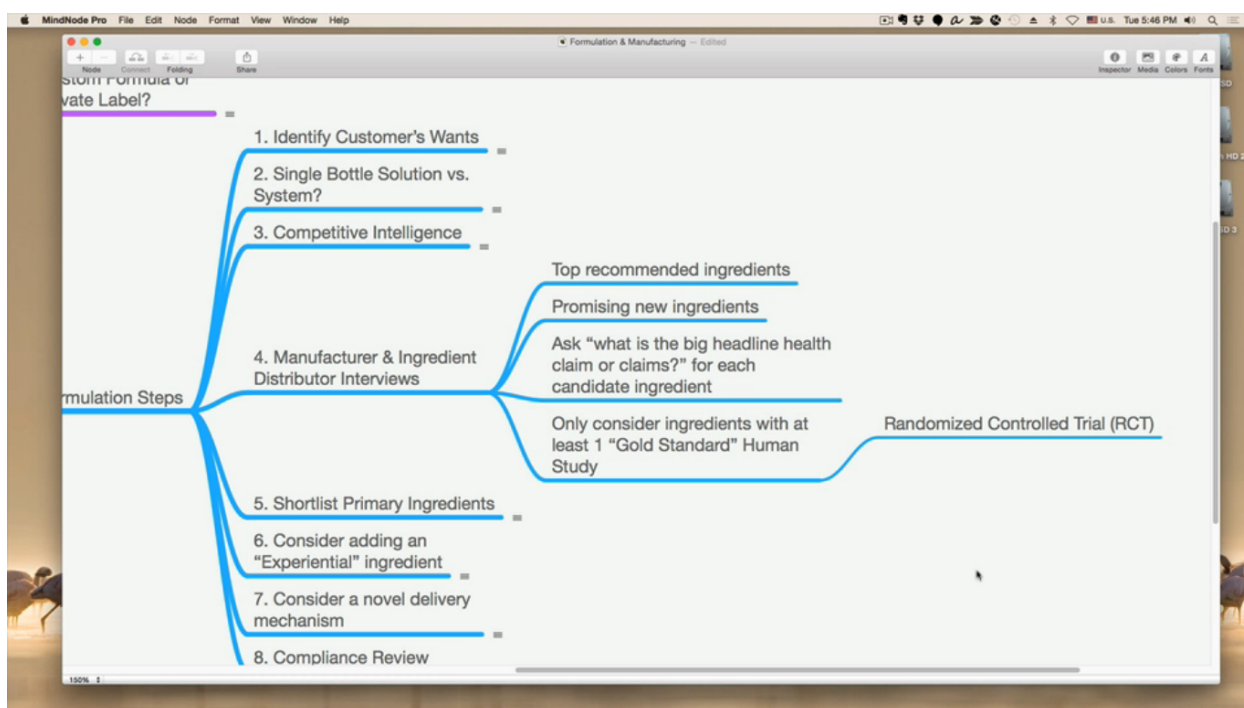 MindNode Pro File Edit Node Format View Window Help
U.S. Tue 5:46 PM
Formulation & Manufacturing — Edited
Node Connect Folding Share
Inspector Media Colors Fonts
vate Label?
1. Identify Customer's Wants
2. Single Bottle Solution vs.
System?
3. Competitive Intelligence
Top recommended ingredients
Promising new ingredients
Ask “what is the big headline health
claim or claims?” for each
candidate ingredient
4. Manufacturer & Ingredient
Distributor Interviews
rmulation Steps
Only consider ingredients with at
least 1 “Gold Standard” Human
Study
Randomized Controlled Trial (RCT)
5. Shortlist Primary Ingredients
6. Consider adding an
“Experiential” ingredient
7. Consider a novel delivery
mechanism
8. Compliance Review
150%